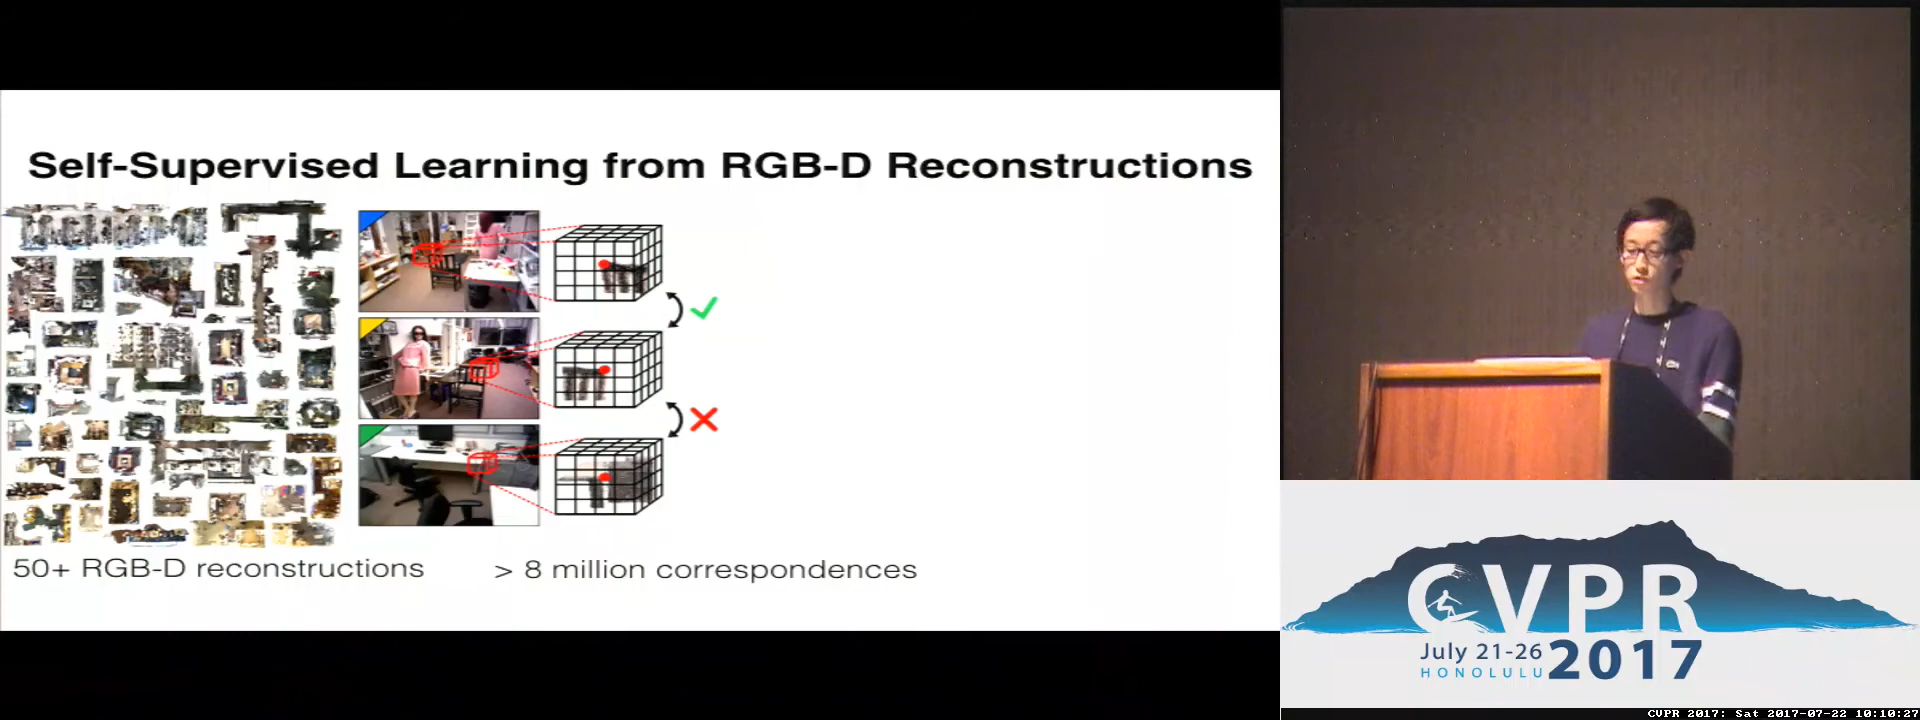 Self-Supervised Learning from RGB-D Reconstructions
50+ RGB-D reconstructions
> 8 million correspondences
CVPR
July 21-26
HONOLULU
2017
CVPR 2017: Sat 2017-07-22 10:10:27